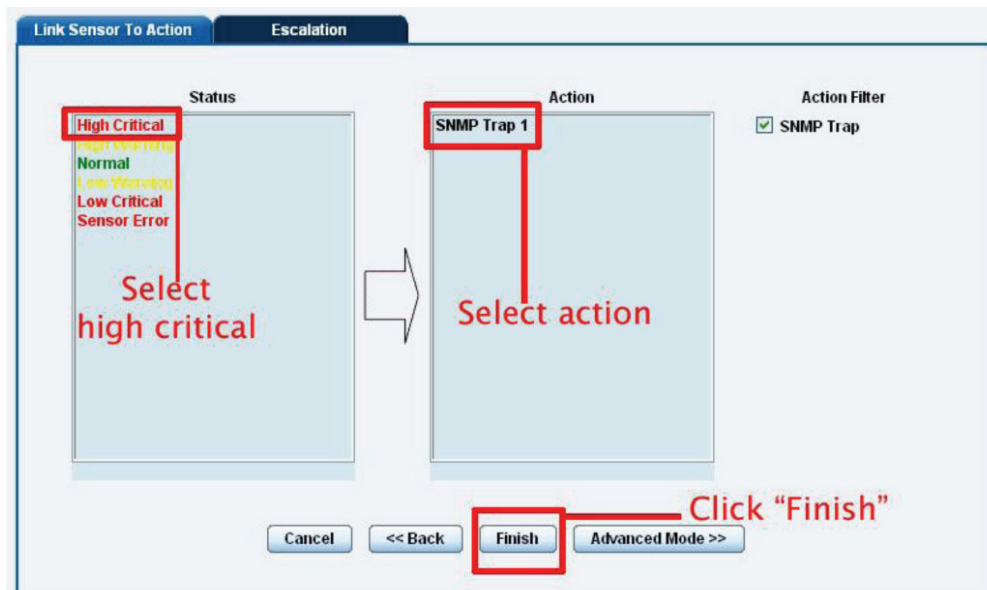 Link Sensor To Action
Escalation
Status
Action
Action Filter
High Critical
High Warning
Normal
Low Warning
Low Critical
Sensor Error
SNMP Trap 1
SNMP Trap
Select
high critical
Select action
Click “Finish”
Cancel
<< Back
Finish
Advanced Mode >>